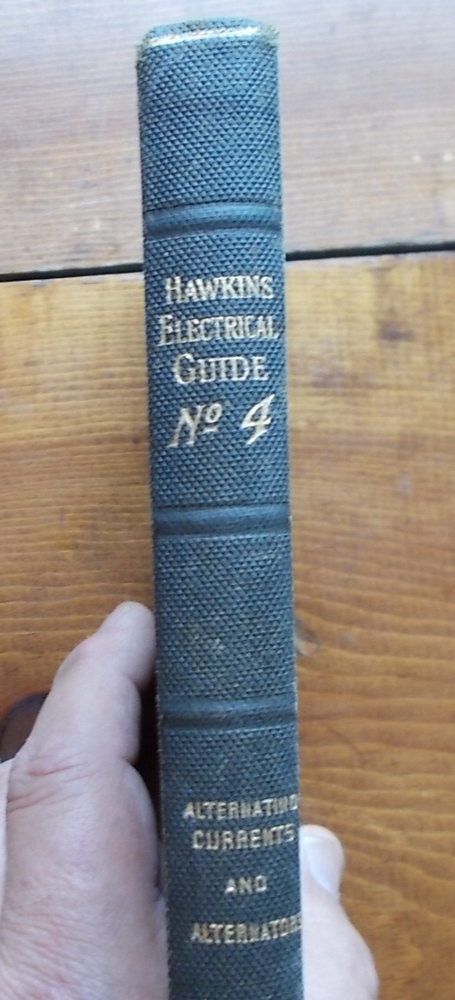 HAWKINS
ELECTRICAL
GUIDE
No 4
ALTERNATING
CURRENTS
AND
ALTERNATORS